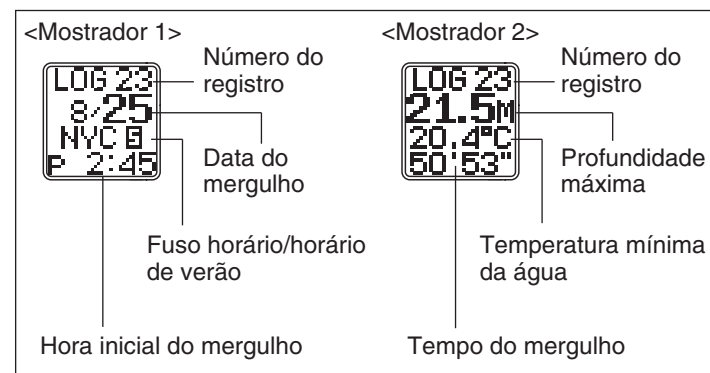 <Mostrador 1>
Número do
registro
LOG 23
8/25
NYC S
P 2:45
Data do
mergulho
Fuso horário/horário
de verão
Hora inicial do mergulho
<Mostrador 2>
Número do
registro
LOG 23
21.5M
20.4°C
50'53"
Profundidade
máxima
Temperatura mínima
da água
Tempo do mergulho